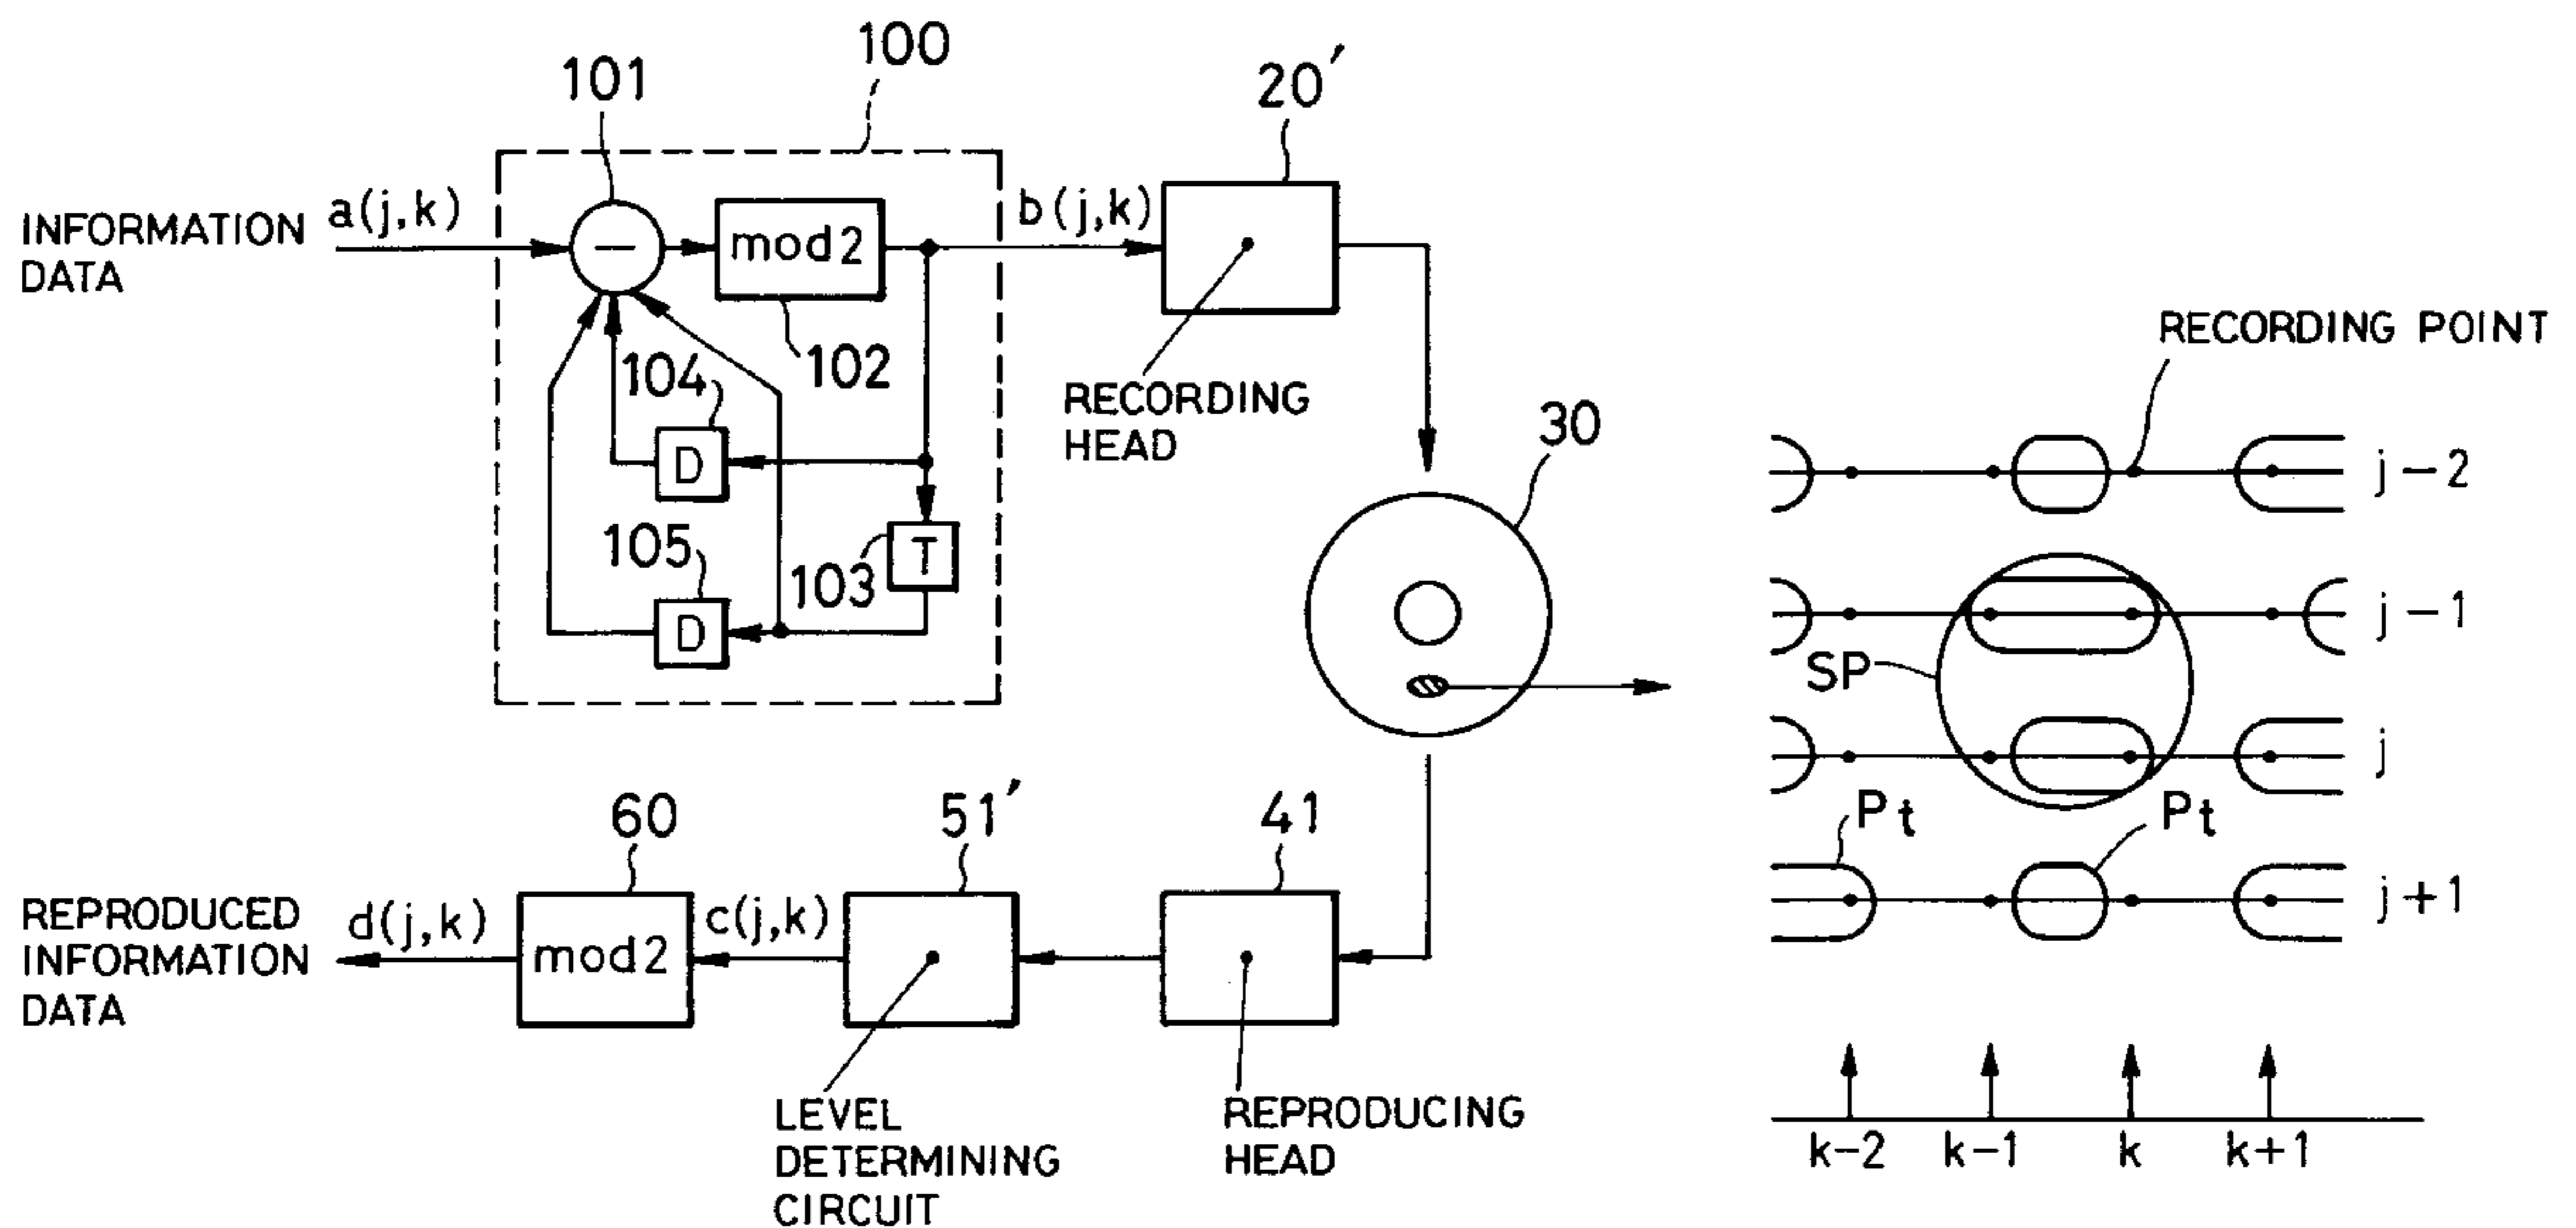 100
101
20′
INFORMATION
DATA
a(j,k)
−
mod2
b(j,k)
102
RECORDING
HEAD
104
D
105
D
103
T
30
RECORDING POINT
j−2
j−1
SP
j
Pt
Pt
j+1
k−2
k−1
k
k+1
60
51′
41
REPRODUCED
INFORMATION
DATA
d(j,k)
mod2
c(j,k)
LEVEL
DETERMINING
CIRCUIT
REPRODUCING
HEAD